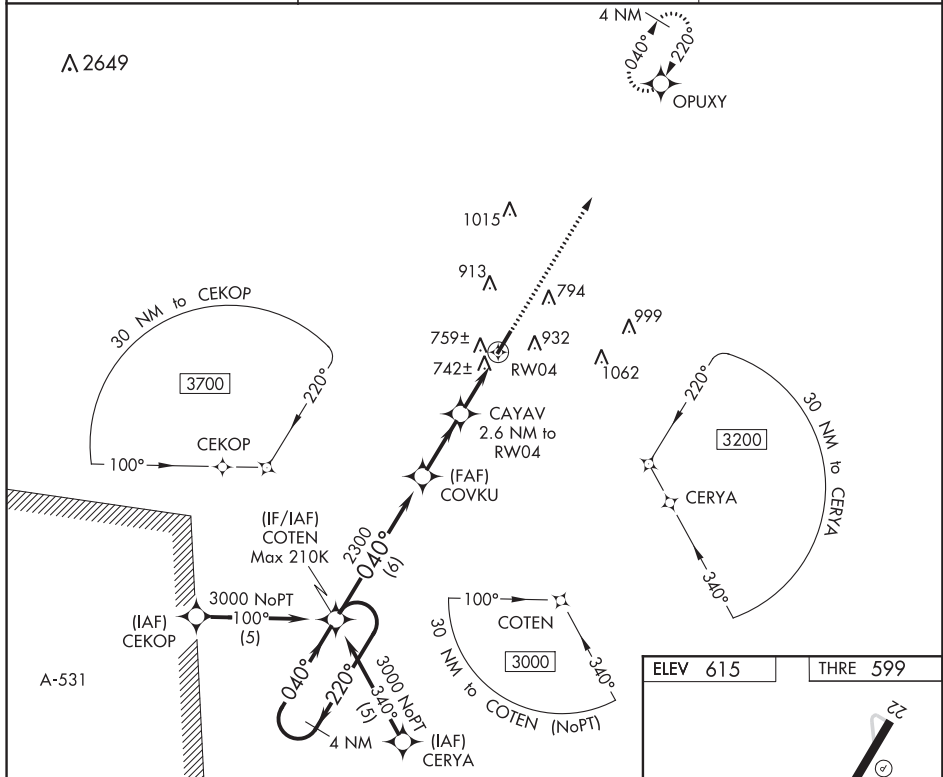 2649
4 NM
040°
220°
OPUXY
1015
913
794
999
759±
932
742±
RW04
1062
30 NM to CEKOP
3700
220°
CEKOP
100°
CAYAV
2.6 NM to
RW04
220°
3200
30 NM to CERYA
CERYA
340°
(FAF)
COVKU
(IF/IAF)
COTEN
Max 210K
2300
040°
(6)
3000 NoPT
100°
(5)
(IAF)
CEKOP
100°
COTEN
3000
340°
30 NM to COTEN (NoPT)
A-531
040°
220°
4 NM
3000 NoPT
340°
(5)
(IAF)
CERYA
ELEV 615
THRE 599
22
P